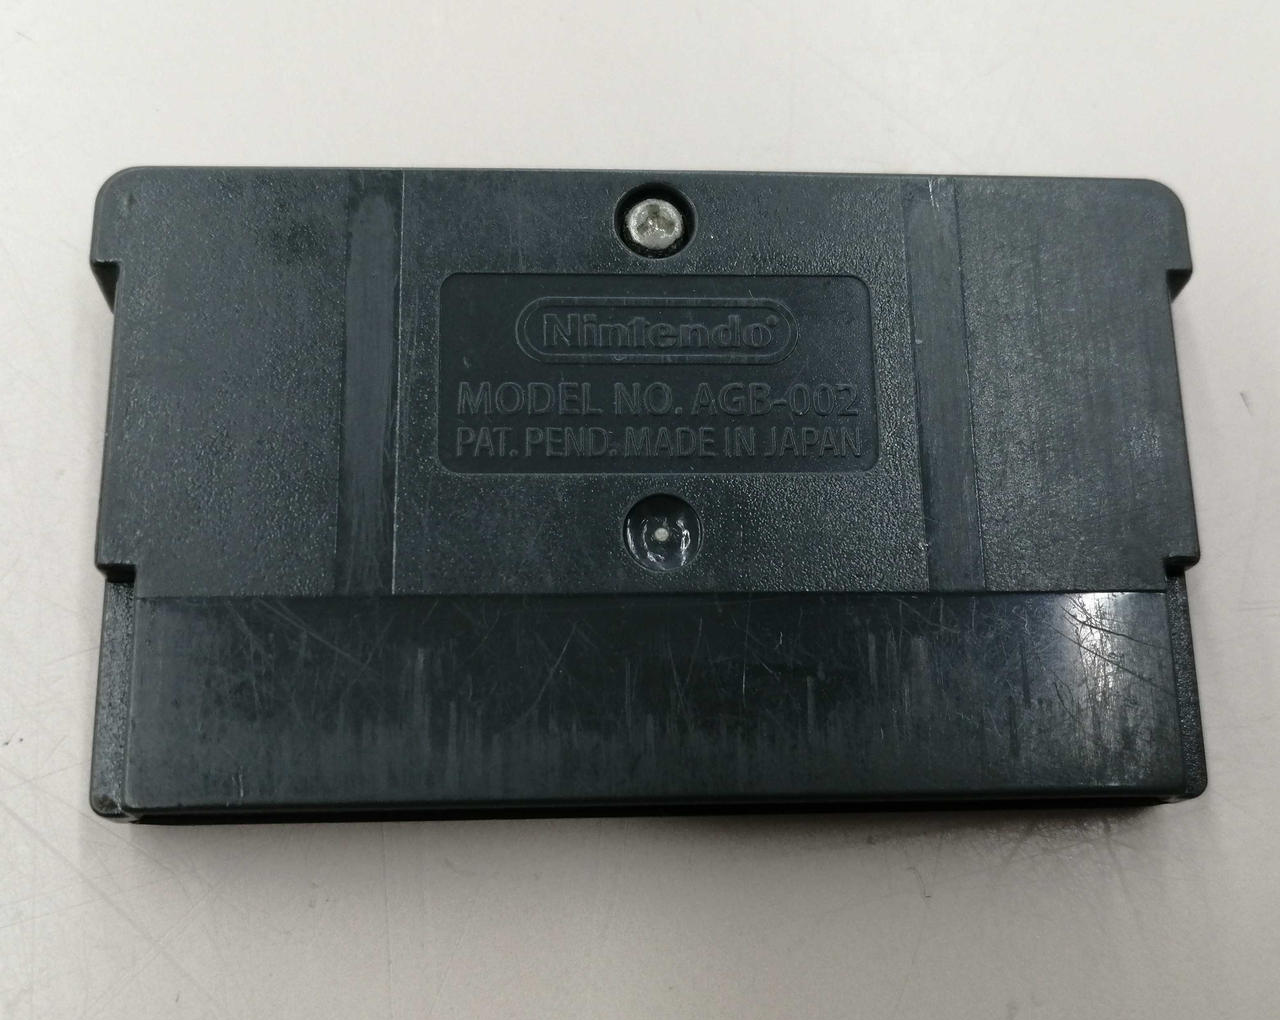 Nintendo®
MODEL NO. AGB-002
PAT. PEND. MADE IN JAPAN